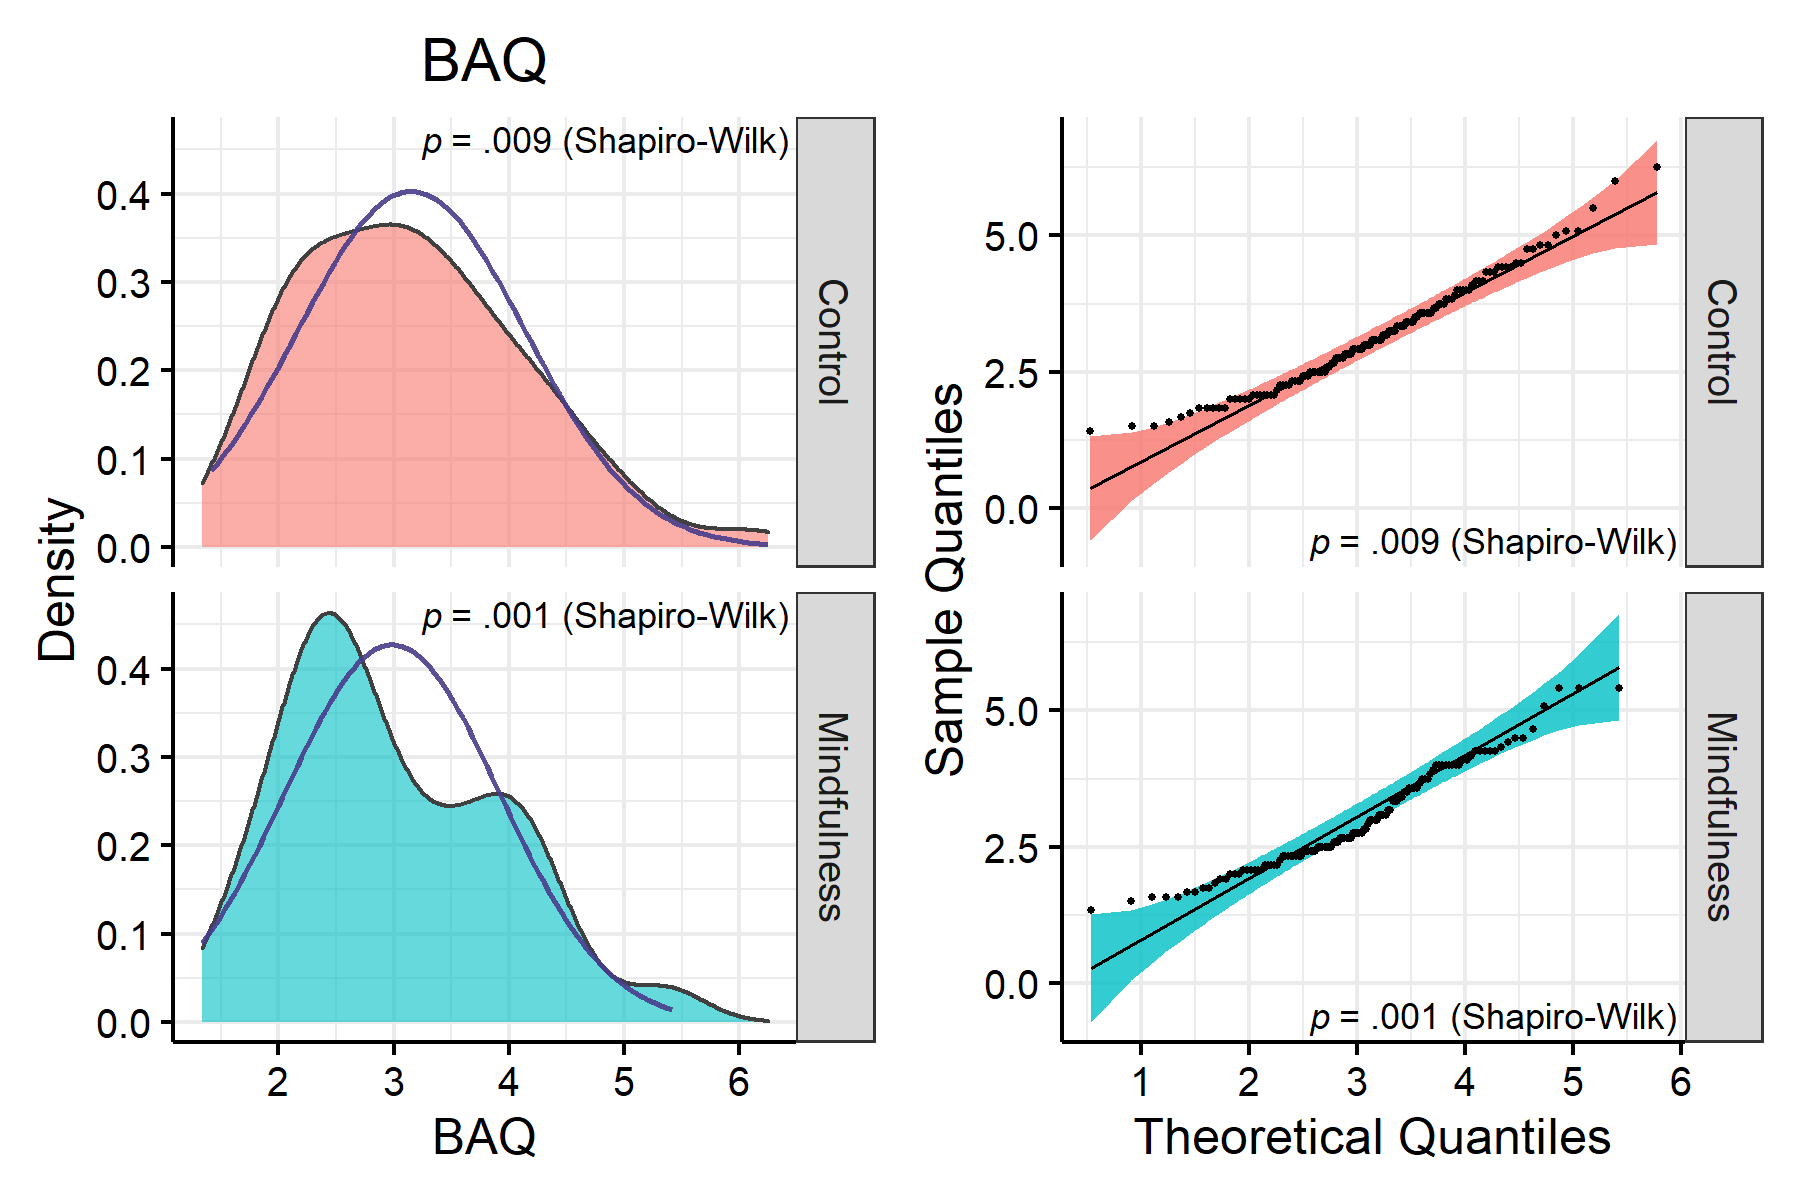 BAQ
Density
p = .009 (Shapiro-Wilk)
0.4
0.3
0.2
0.1
0.0
Control
p = .001 (Shapiro-Wilk)
0.4
0.3
0.2
0.1
0.0
Mindfulness
2 3 4 5 6
BAQ
Sample Quantiles
5.0
2.5
0.0
p = .009 (Shapiro-Wilk)
Control
5.0
2.5
0.0
p = .001 (Shapiro-Wilk)
Mindfulness
1 2 3 4 5 6
Theoretical Quantiles